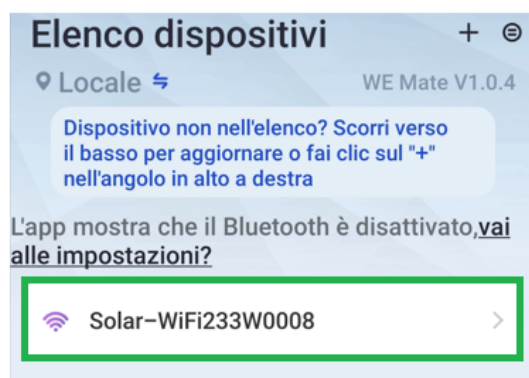 Elenco dispositivi
Locale
WE Mate V1.0.4
Dispositivo non nell'elenco? Scorri verso
il basso per aggiornare o fai clic sul "+"
nell'angolo in alto a destra
L'app mostra che il Bluetooth è disattivato,vai
alle impostazioni?
Solar-WiFi233W0008